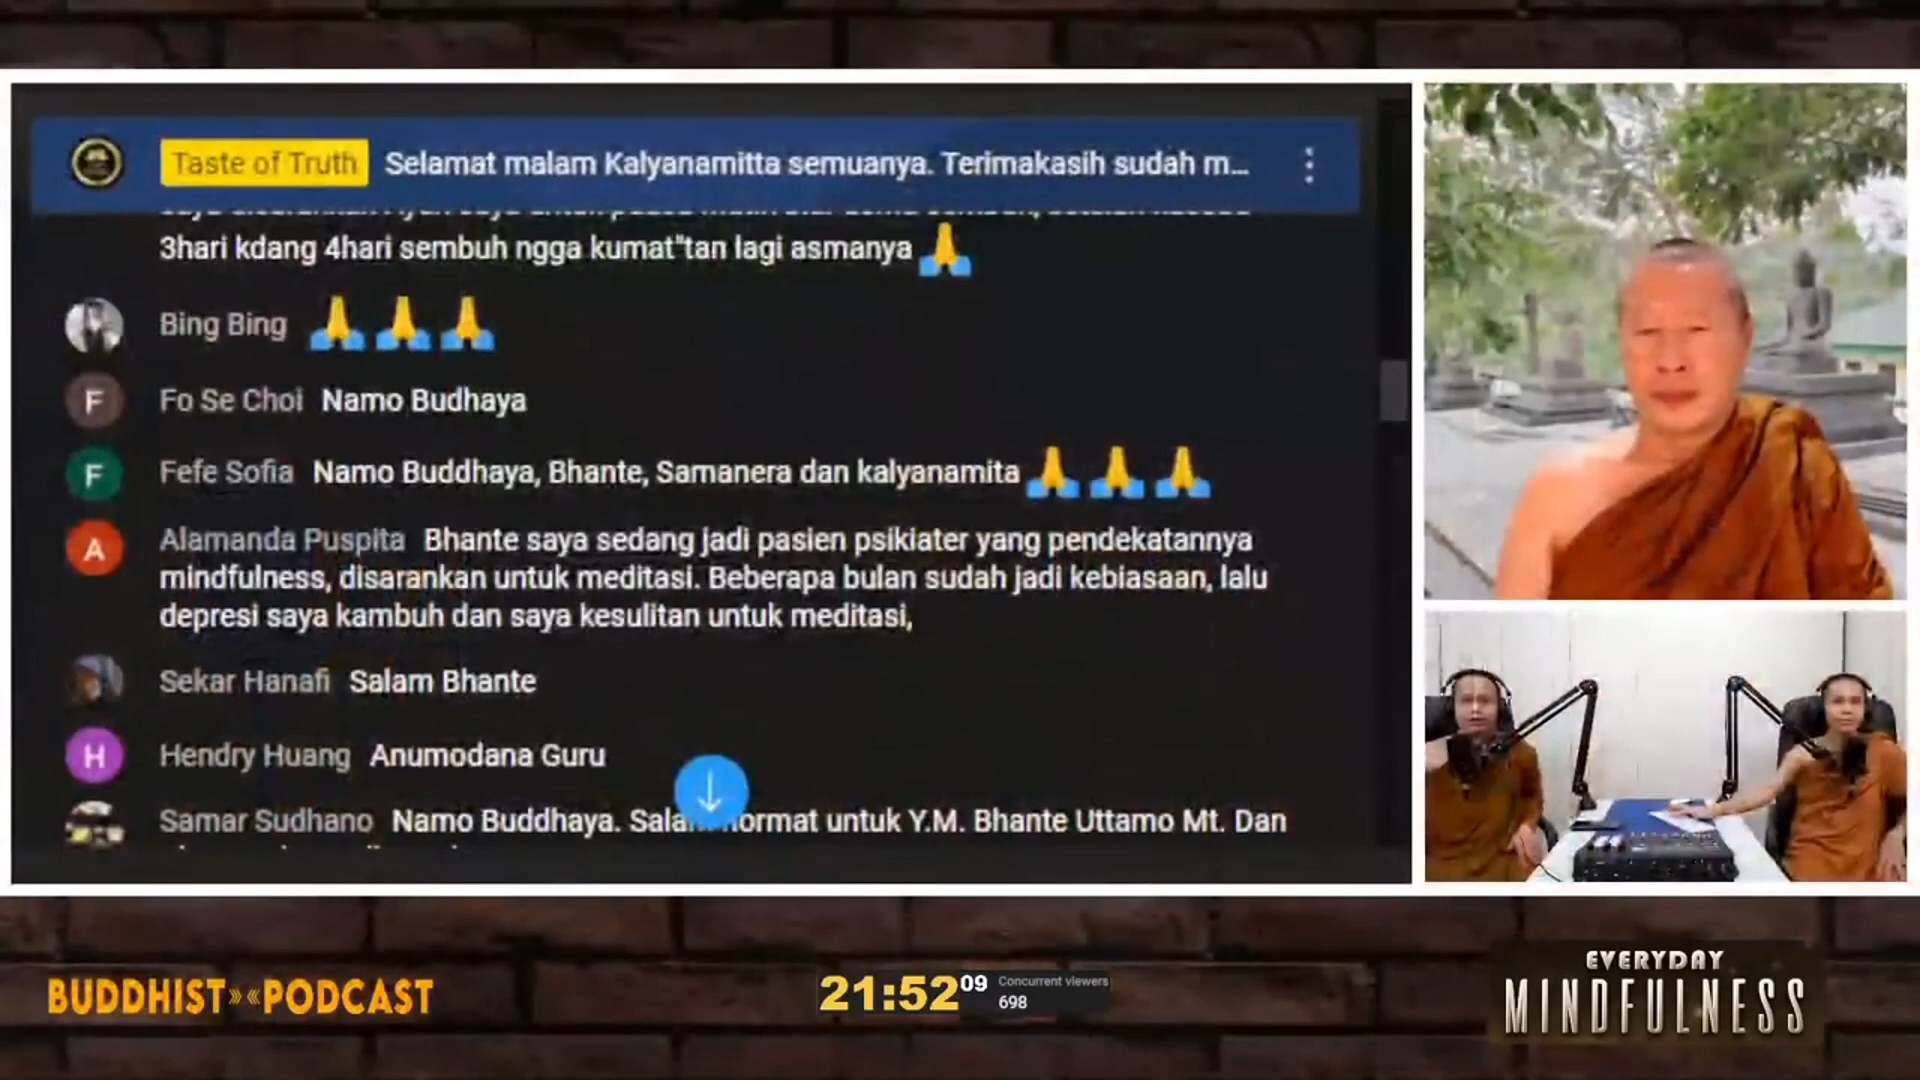 Taste of Truth Selamat malam Kalyanamitta semuanya. Terimakasih sudah m...
3hari kdang 4hari sembuh ngga kumat"tan lagi asmanya 🙏
Bing Bing 🙏 🙏 🙏
F Fo Se Choi Namo Budhaya
F Fefe Sofia Namo Buddhaya, Bhante, Samanera dan kalyanamita 🙏 🙏 🙏
A Alamanda Puspita Bhante saya sedang jadi pasien psikiater yang pendekatannya
mindfulness, disarankan untuk meditasi. Beberapa bulan sudah jadi kebiasaan, lalu
depresi saya kambuh dan saya kesulitan untuk meditasi,
Sekar Hanafi Salam Bhante
H Hendry Huang Anumodana Guru
Samar Sudhano Namo Buddhaya. untuk Y.M. Bhante Uttamo Mt. Dan
BUDDHIST»«PODCAST
21:52 09 Concurrent viewers
698
EVERYDAY
MINDFULNESS